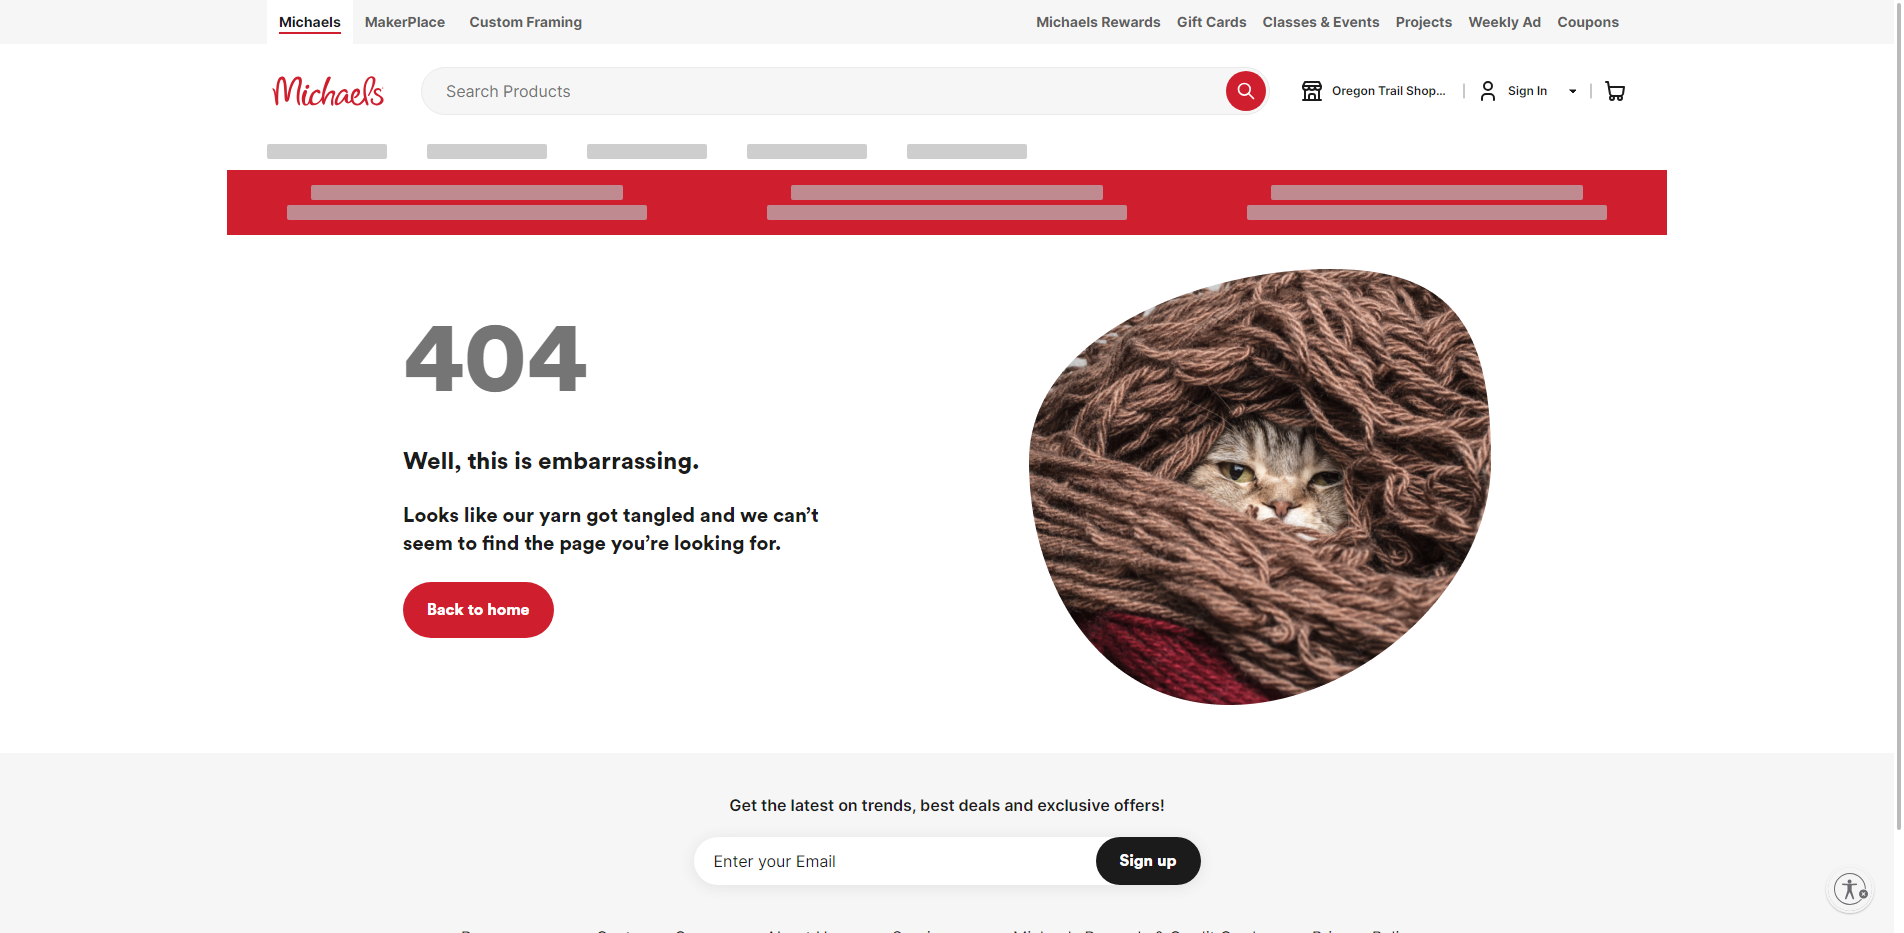 Michaels MakerPlace Custom Framing Michaels Rewards Gift Cards Classes & Events Projects Weekly Ad Coupons
Michaels Search Products Oregon Trail Shop... Sign In
404
Well, this is embarrassing.
Looks like our yarn got tangled and we can’t
seem to find the page you’re looking for.
Back to home
Get the latest on trends, best deals and exclusive offers!
Enter your Email Sign up